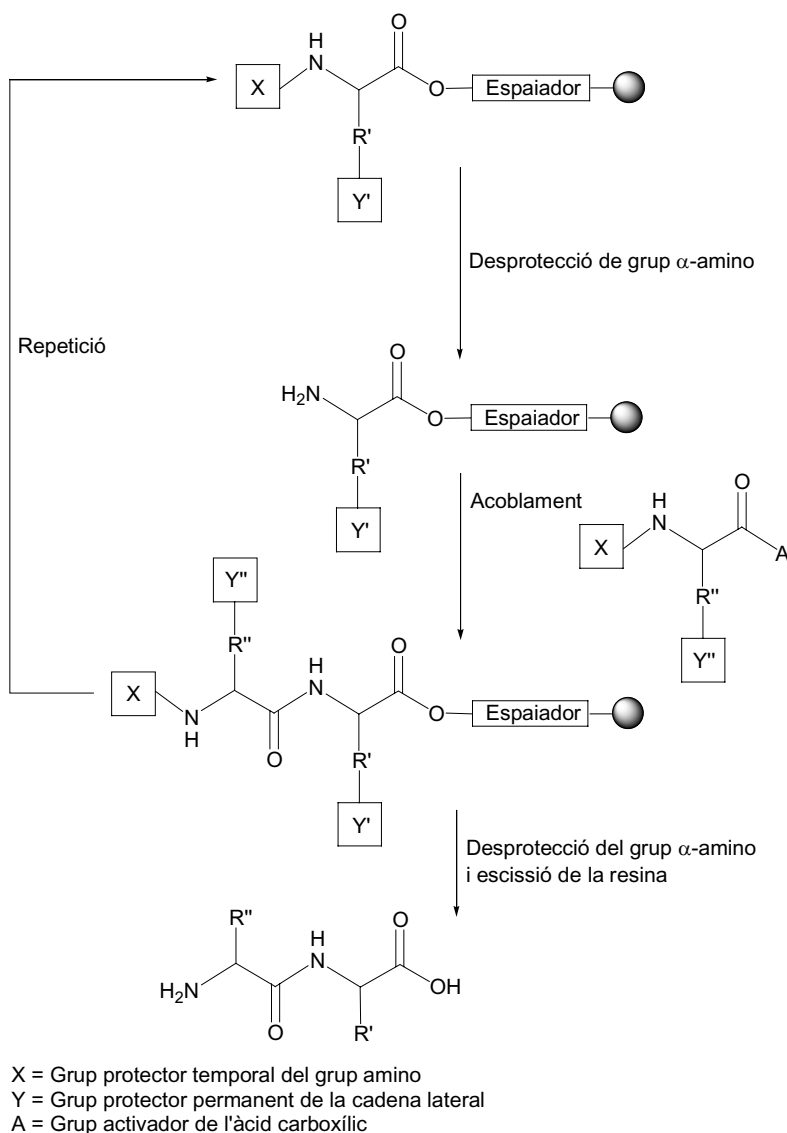 H
N
O
X
O
Espaiador
R'
Y'
Desprotecció de grup α-amino
Repetició
O
H₂N
O
Espaiador
R'
Y'
Acoblament
O
H
N
X
A
R''
Y''
Y''
R''
H
N
O
X
N
H
O
O
Espaiador
R'
Y'
Desprotecció del grup α-amino
i escissió de la resina
R''
H
N
O
H₂N
OH
O
R'
X = Grup protector temporal del grup amino
Y = Grup protector permanent de la cadena lateral
A = Grup activador de l'àcid carboxílic